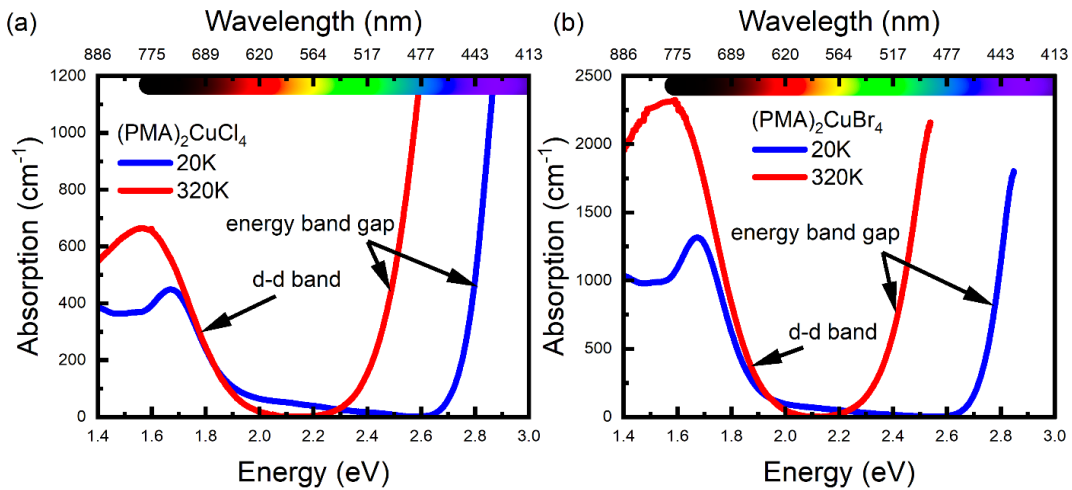 (a)
Wavelength (nm)
886 775 689 620 564 517 477 443 413
1200
1000
800
600
400
200
0
Absorption (cm⁻¹)
(PMA)₂CuCl₄
20K
320K
energy band gap
d-d band
1.4 1.6 1.8 2.0 2.2 2.4 2.6 2.8 3.0
Energy (eV)
(b)
Wavelegth (nm)
886 775 689 620 564 517 477 443 413
2500
2000
1750
1500
1250
1000
500
0
Absorption (cm⁻¹)
(PMA)₂CuBr₄
20K
320K
energy band gap
d-d band
1.4 1.6 1.8 2.0 2.2 2.4 2.6 2.8 3.0
Energy (eV)